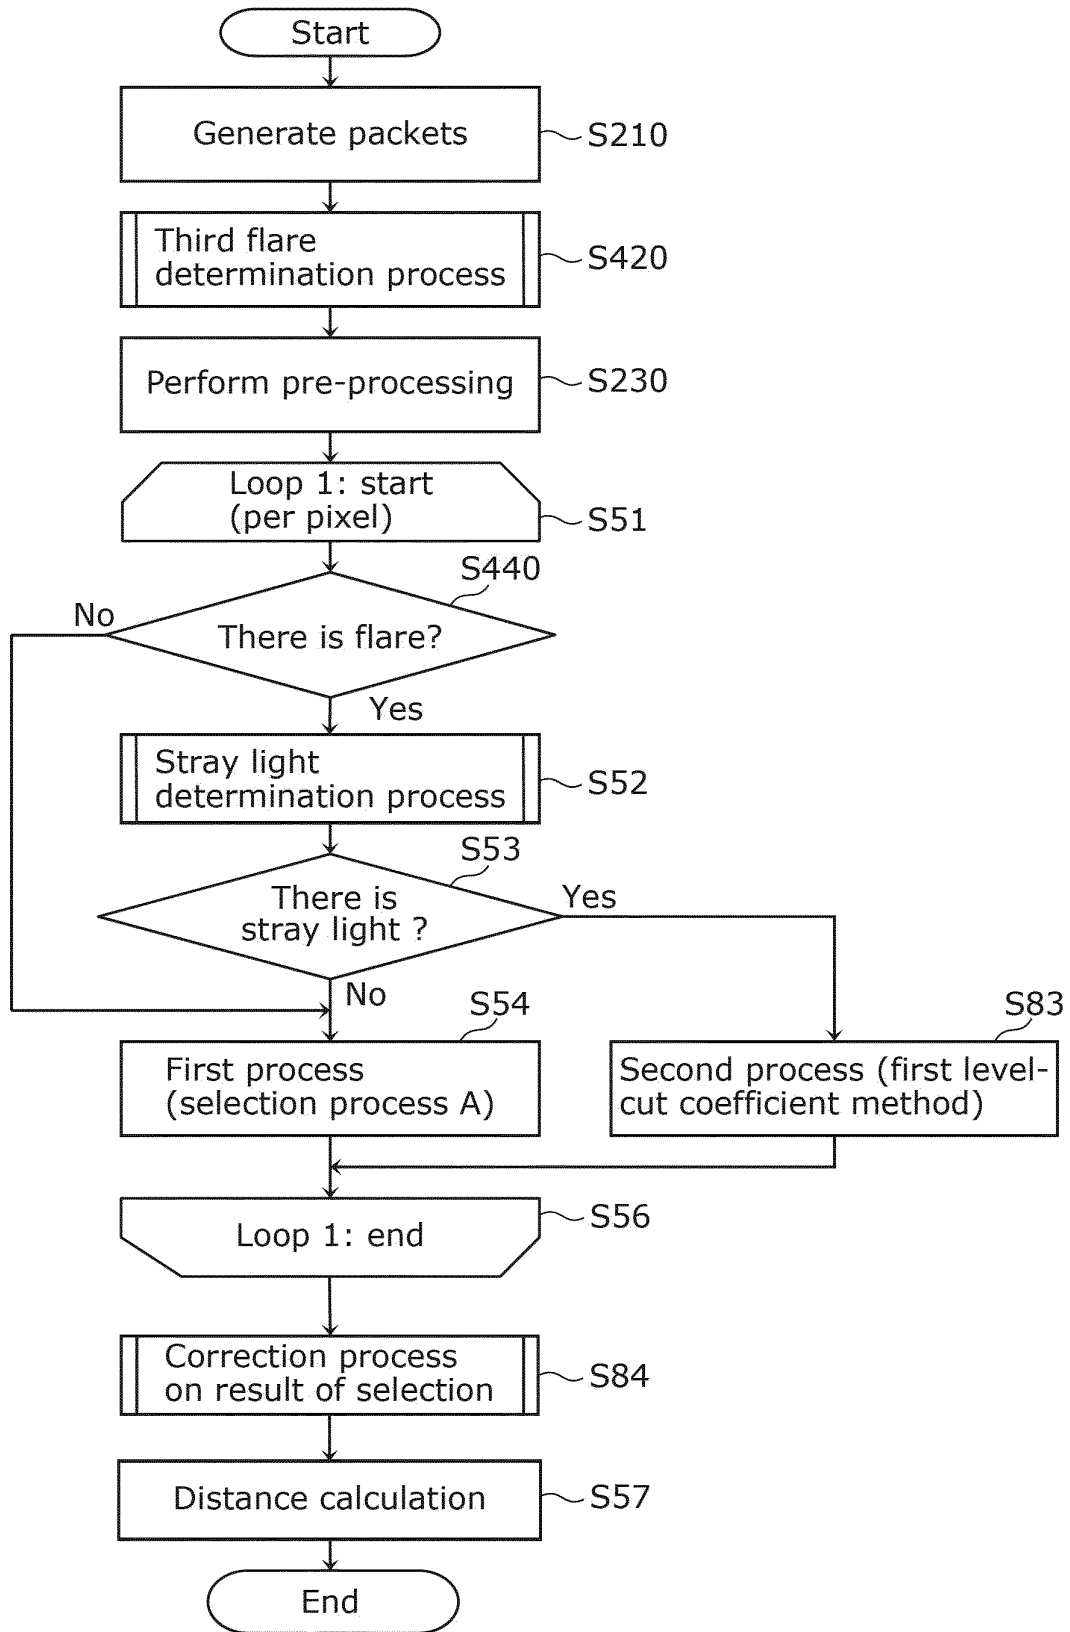 Start
Generate packets
S210
Third flare
determination process
S420
Perform pre-processing
S230
Loop 1: start
(per pixel)
S51
S440
No
There is flare?
Yes
Stray light
determination process
S52
S53
There is
stray light ?
Yes
No
S54
S83
First process
(selection process A)
Second process (first level-
cut coefficient method)
Loop 1: end
S56
Correction process
on result of selection
S84
Distance calculation
S57
End